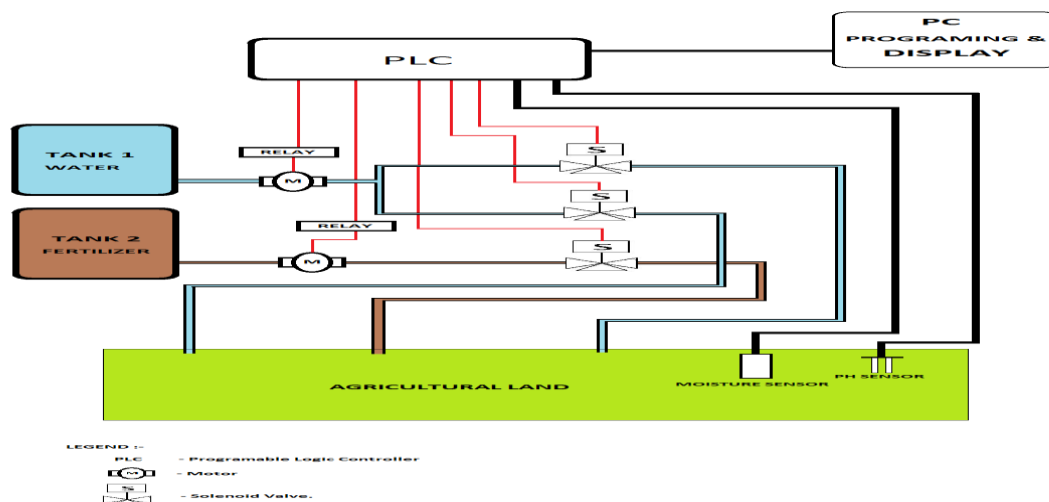 PC
PROGRAMING &
DISPLAY
PLC
TANK 1
WATER
RELAY
M
S
S
TANK 2
FERTILIZER
RELAY
M
S
AGRICULTURAL LAND
MOISTURE SENSOR
PH SENSOR
LEGEND :-
PLC - Programable Logic Controller
M - Motor
S - Solenoid Valve.